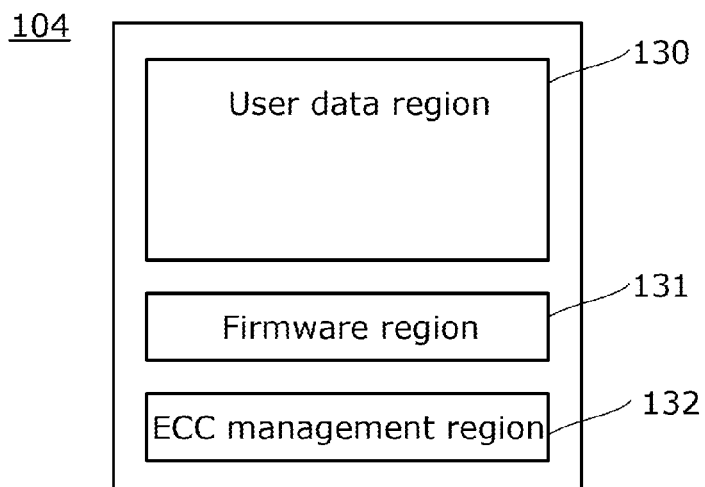 104
130
User data region
131
Firmware region
132
ECC management region